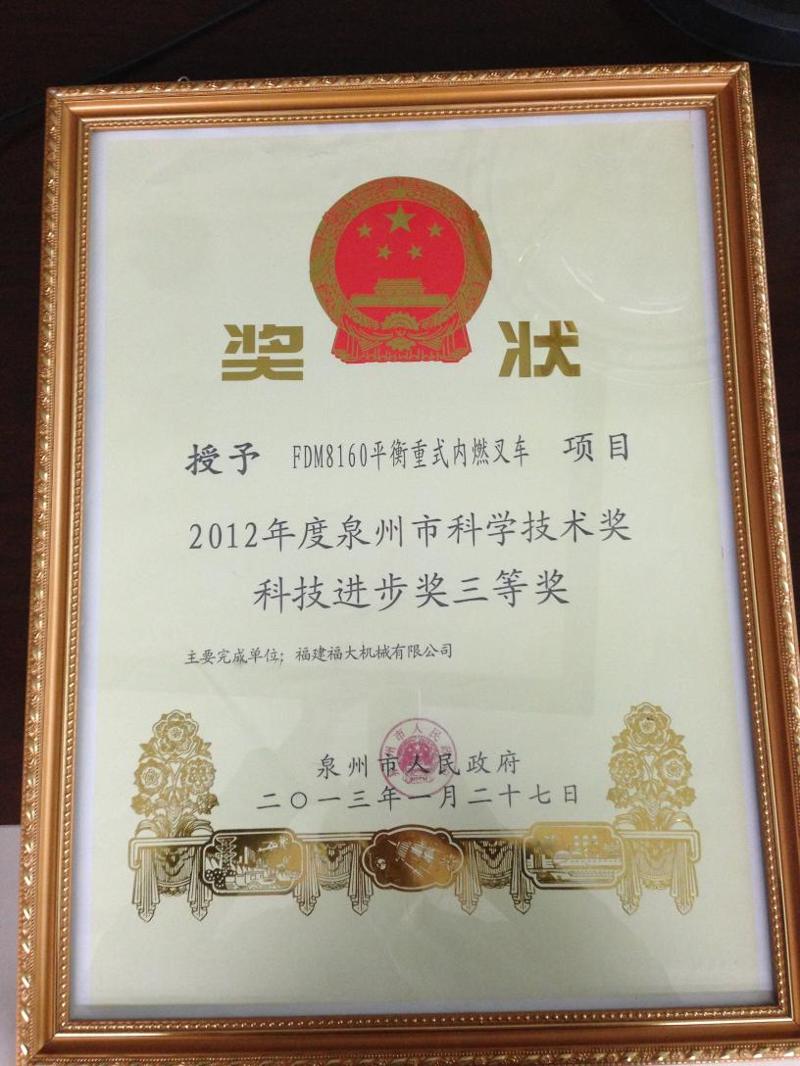 奖 状
授予 FDM8160平衡重式内燃叉车 项目
2012年度泉州市科学技术奖
科技进步奖三等奖
主要完成单位：福建福大机械有限公司
泉州市人民政府
二〇一三年一月二十七日